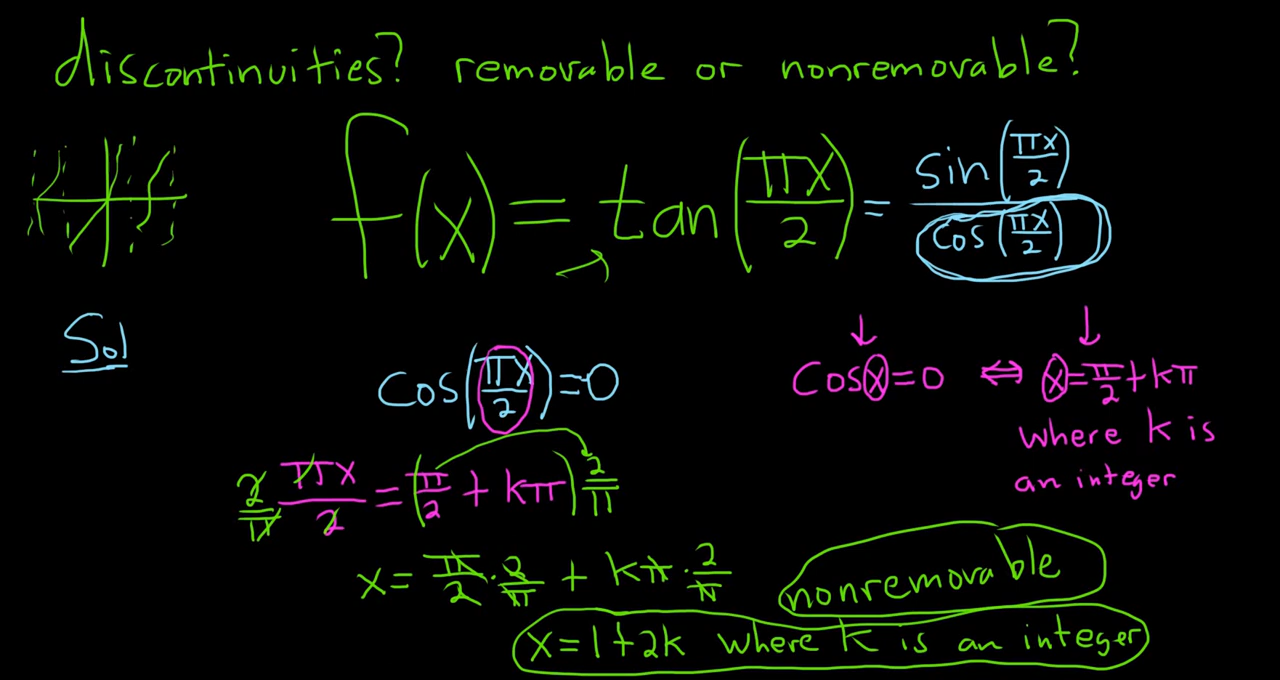 discontinuities? removable or nonremovable?
f(x) = tan(πx/2) = sin(πx/2)/cos(πx/2)
Sol
cos(πx/2) = 0
cos x = 0 ⇔ x = π/2 + kπ
where k is
an integer
2/π πx/2 = (π/2 + kπ) 2/π
x = π/2 · 2/π + kπ · 2/π
nonremovable
x = 1 + 2k where k is an integer